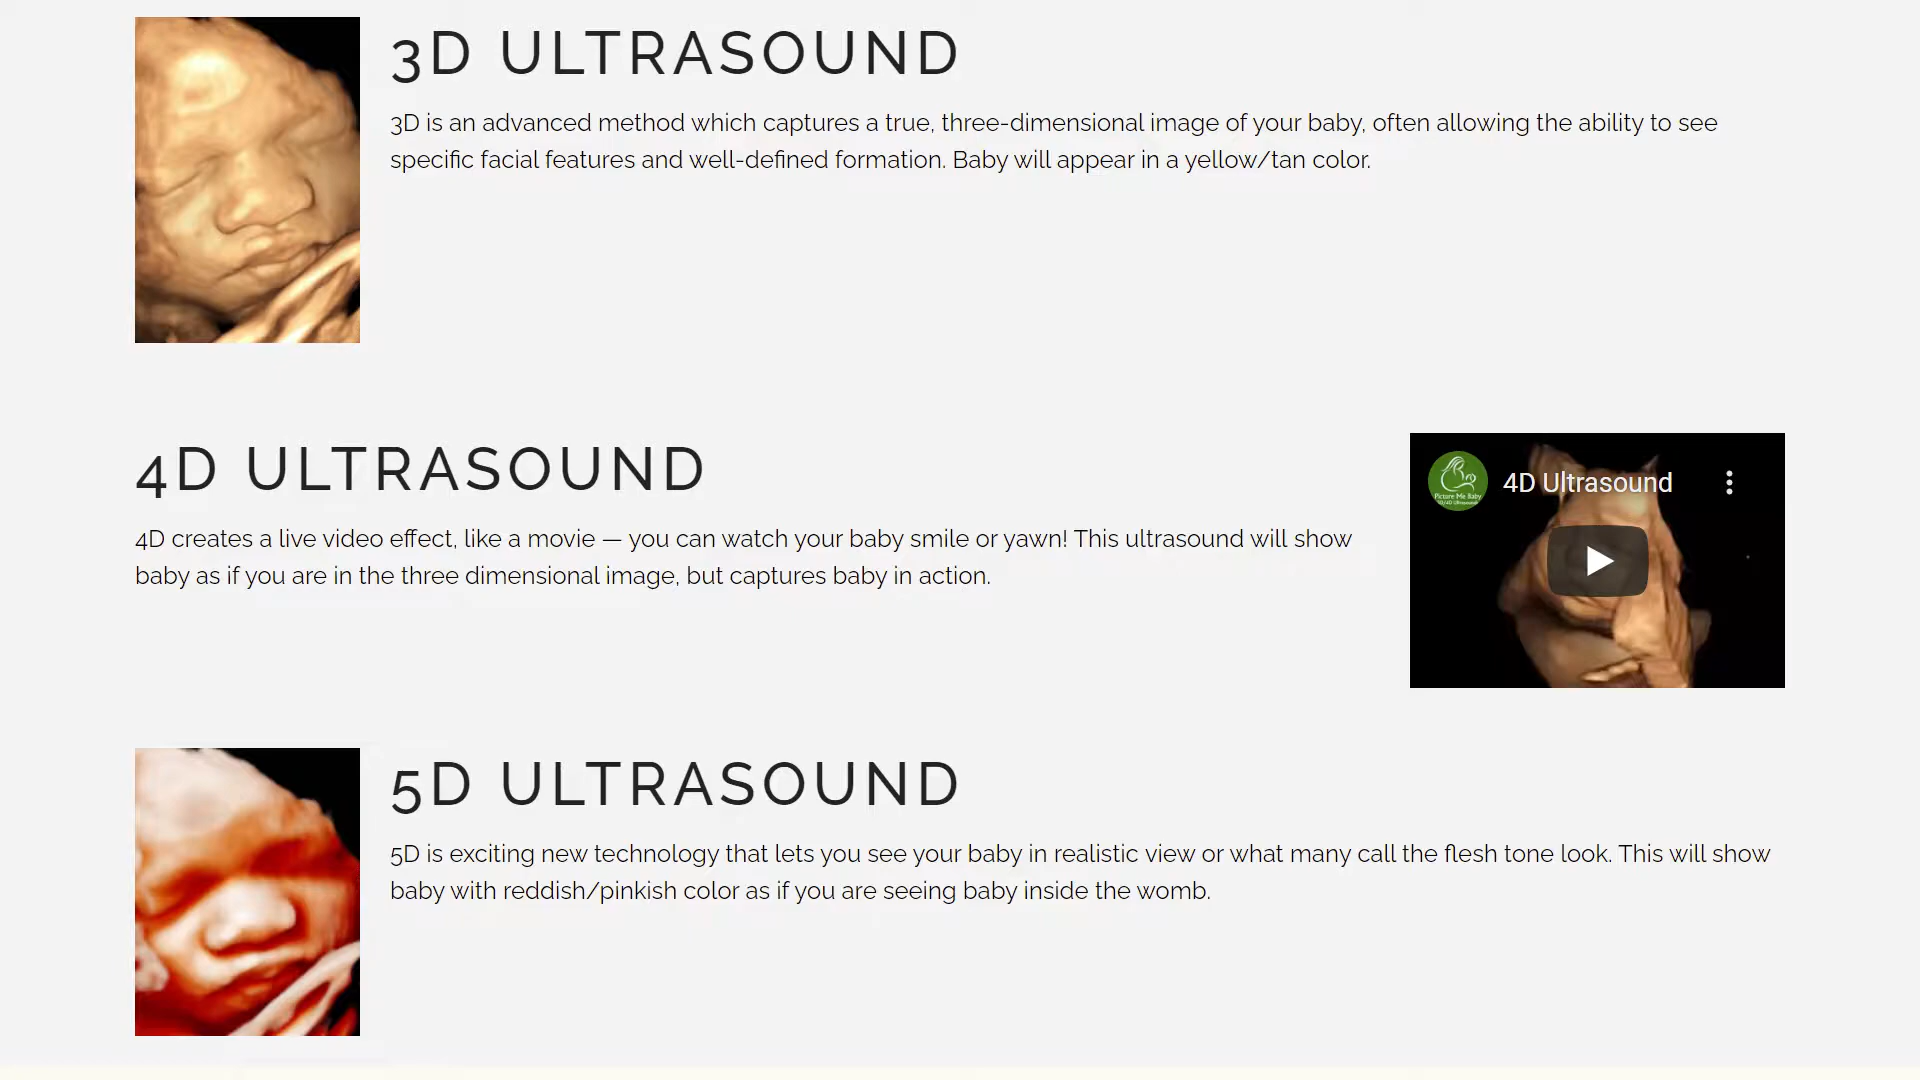 3D ULTRASOUND
3D is an advanced method which captures a true, three-dimensional image of your baby, often allowing the ability to see
specific facial features and well-defined formation. Baby will appear in a yellow/tan color.
4D ULTRASOUND
4D creates a live video effect, like a movie — you can watch your baby smile or yawn! This ultrasound will show
baby as if you are in the three dimensional image, but captures baby in action.
Picture Me Baby
3D/4D Ultrasound
4D Ultrasound
5D ULTRASOUND
5D is exciting new technology that lets you see your baby in realistic view or what many call the flesh tone look. This will show
baby with reddish/pinkish color as if you are seeing baby inside the womb.